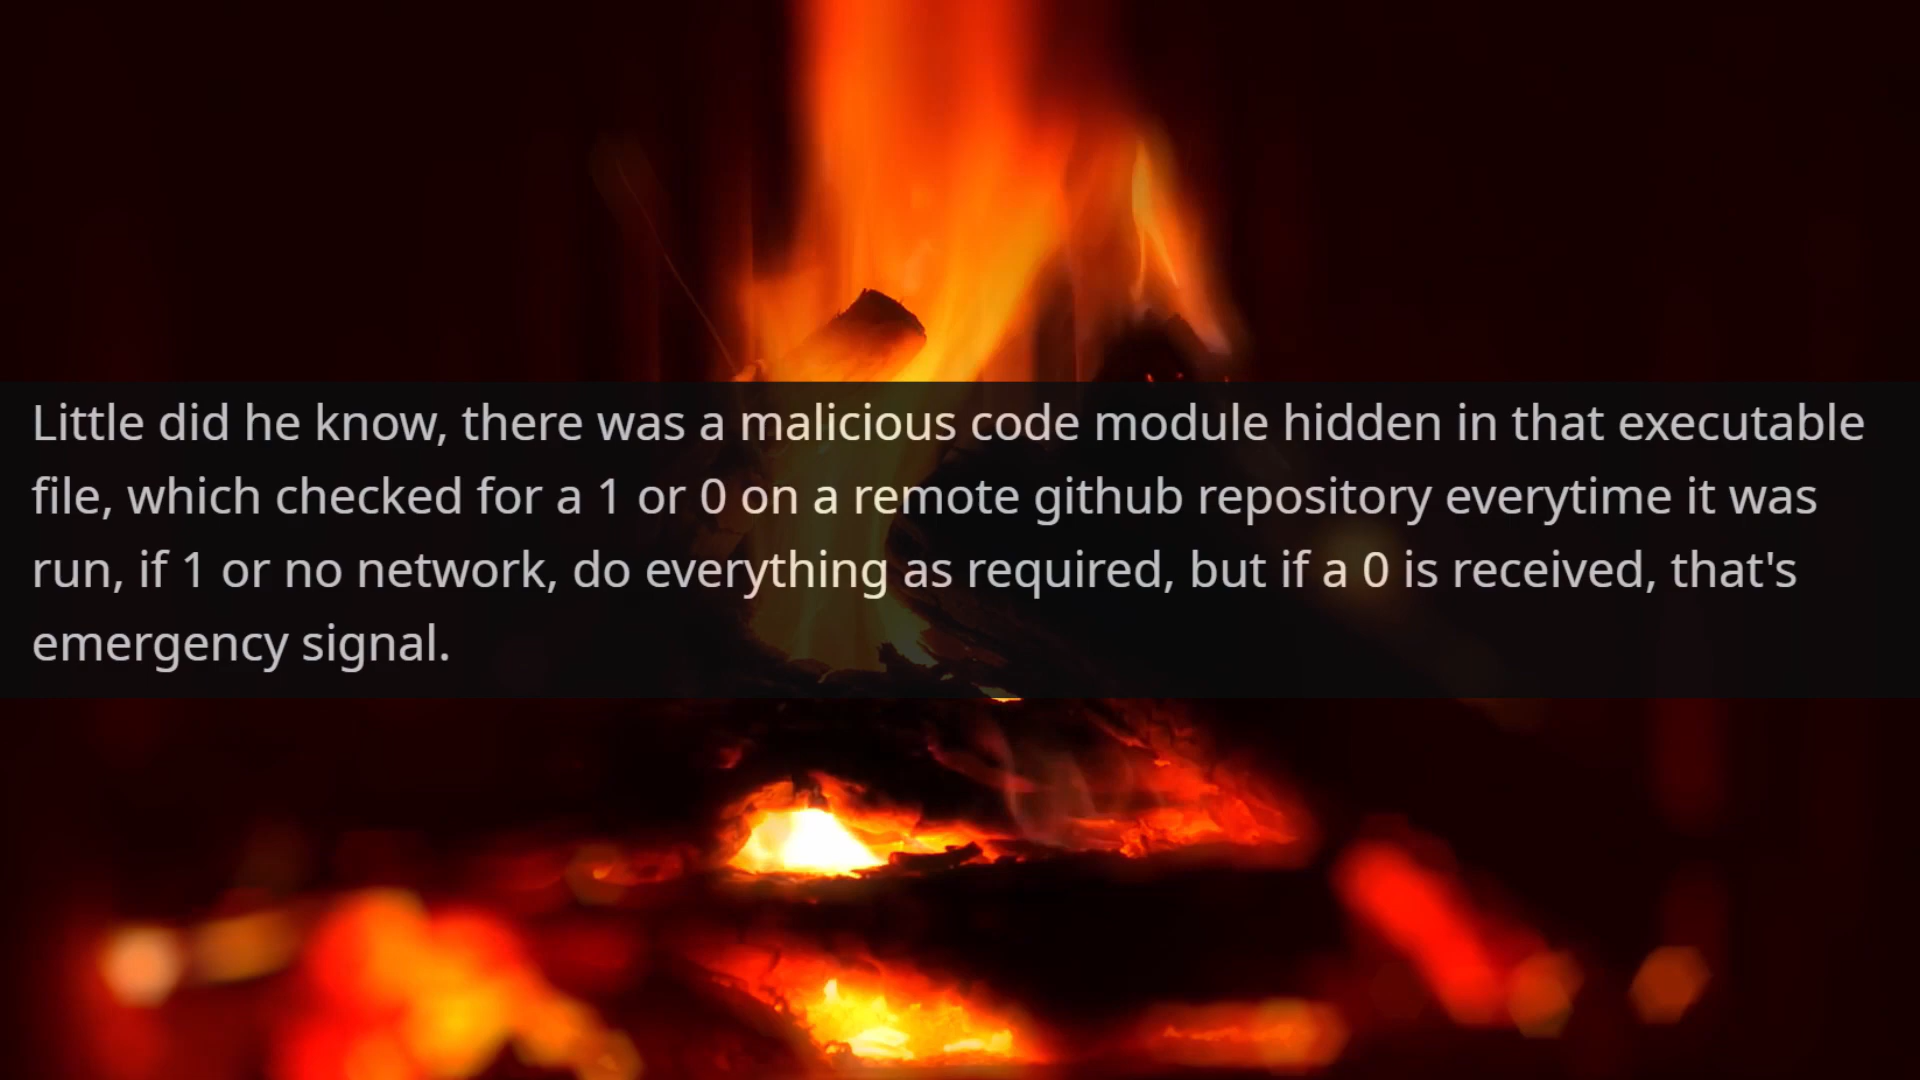 Little did he know, there was a malicious code module hidden in that executable
file, which checked for a 1 or 0 on a remote github repository everytime it was
run, if 1 or no network, do everything as required, but if a 0 is received, that's
emergency signal.